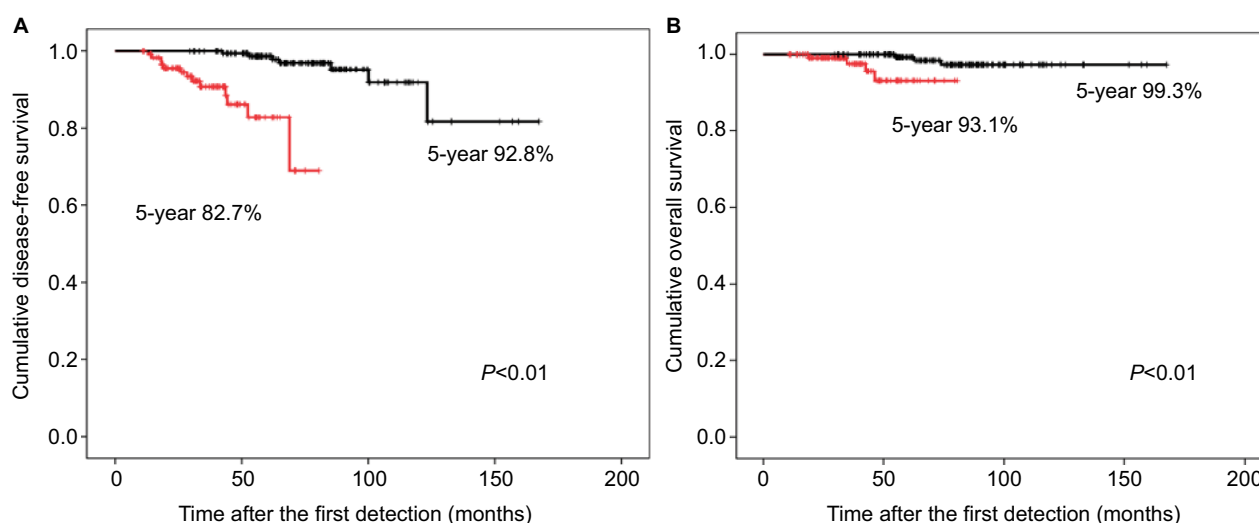 A
Cumulative disease-free survival
1.0
0.8
0.6
0.4
0.2
0.0
5-year 92.8%
5-year 82.7%
P<0.01
0 50 100 150 200
Time after the first detection (months)
B
Cumulative overall survival
1.0
0.8
0.6
0.4
0.2
0.0
5-year 99.3%
5-year 93.1%
P<0.01
0 50 100 150 200
Time after the first detection (months)